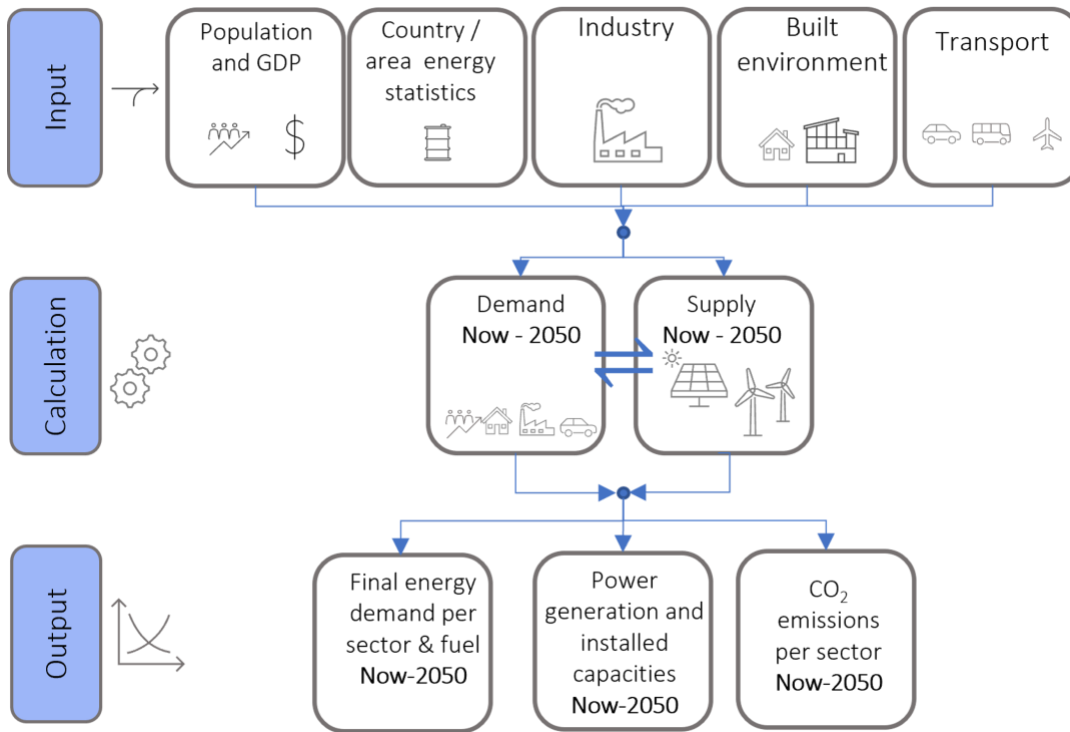 Input
Population
and GDP
$
Country /
area energy
statistics
Industry
Built
environment
Transport
Calculation
Demand
Now - 2050
Supply
Now - 2050
Output
Final energy
demand per
sector & fuel
Now-2050
Power
generation and
installed
capacities
Now-2050
CO₂
emissions
per sector
Now-2050